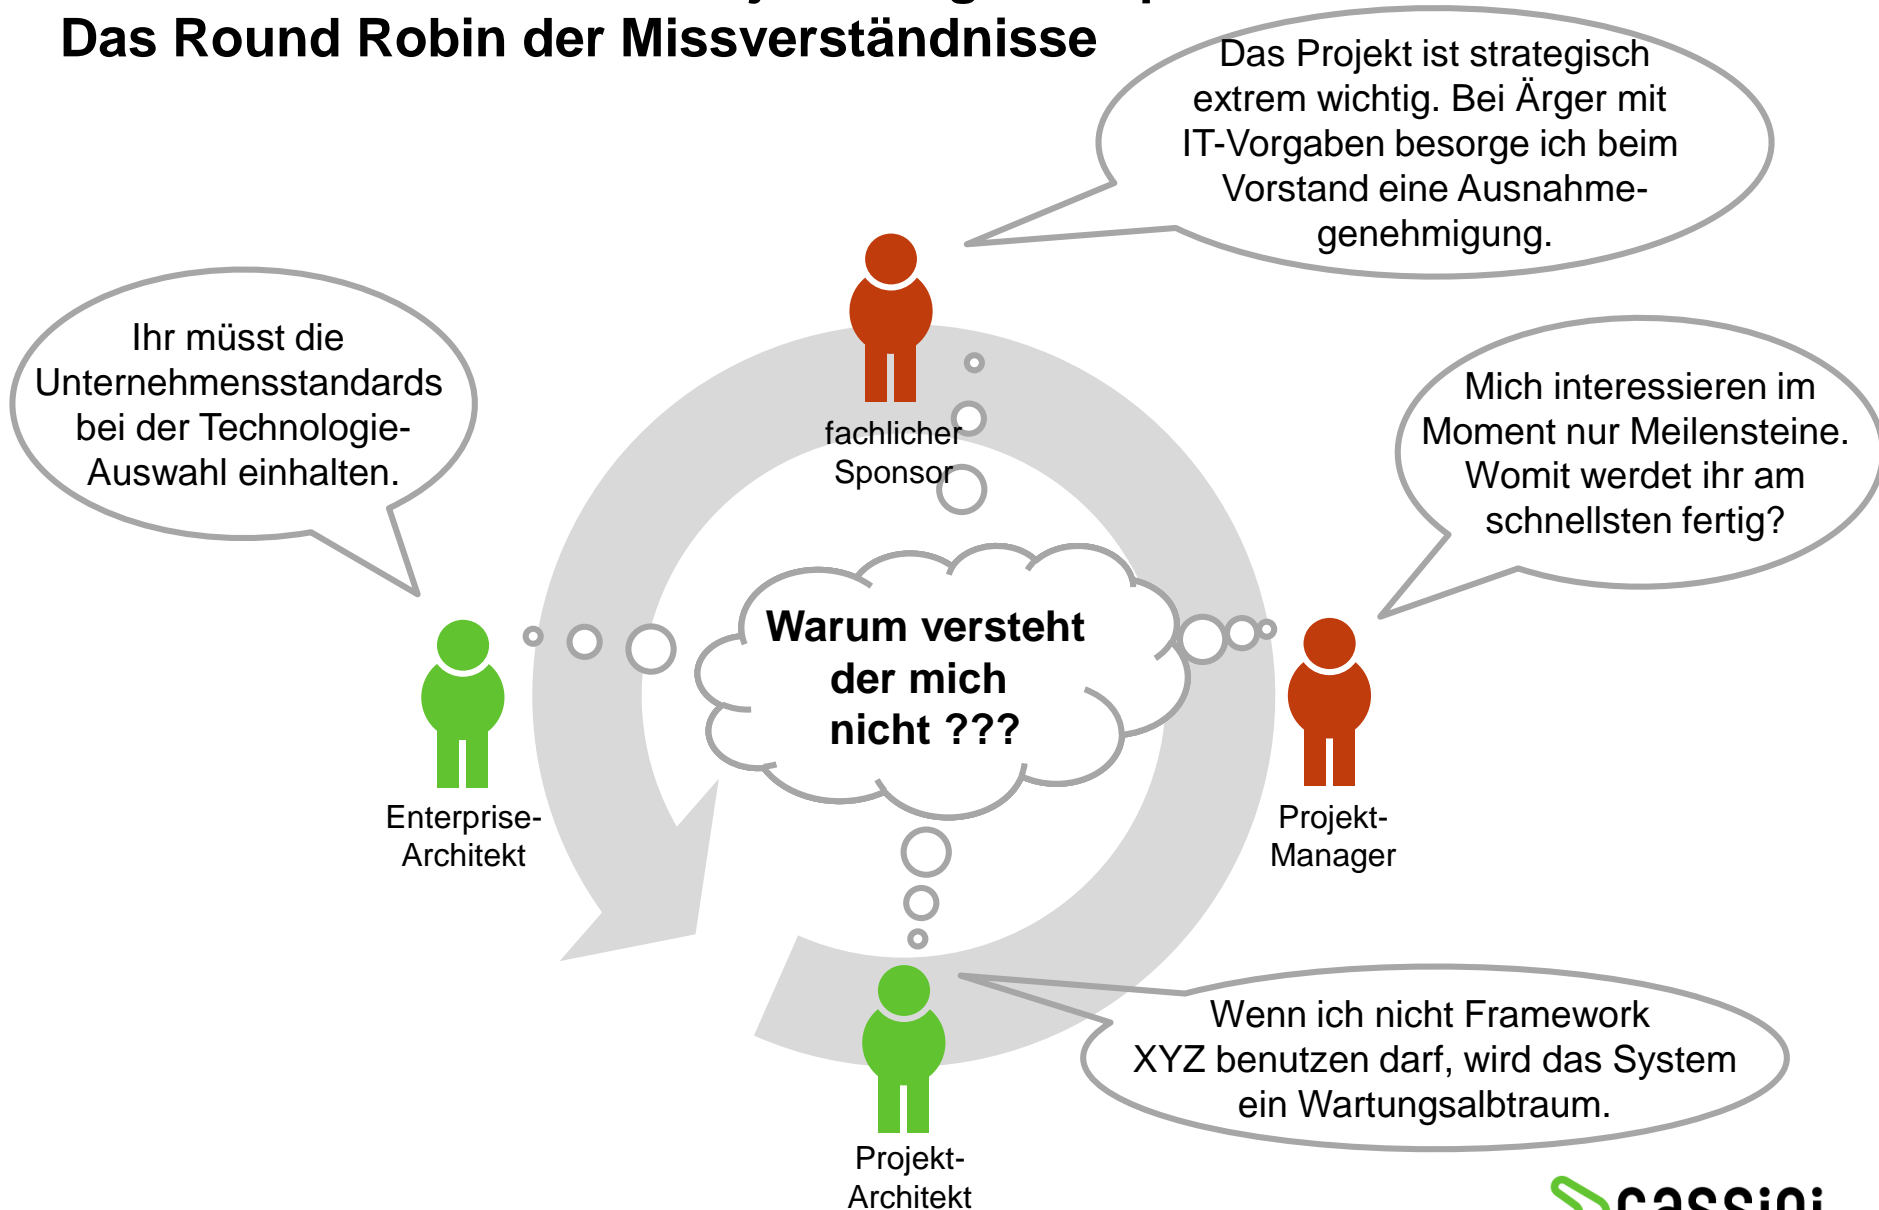 Das Round Robin der Missverständnisse
Das Projekt ist strategisch
extrem wichtig. Bei Ärger mit
IT-Vorgaben besorge ich beim
Vorstand eine Ausnahme-
genehmigung.
Ihr müsst die
Unternehmensstandards
bei der Technologie-
Auswahl einhalten.
Mich interessieren im
Moment nur Meilensteine.
Womit werdet ihr am
schnellsten fertig?
fachlicher
Sponsor
Warum versteht
der mich
nicht ???
Enterprise-
Architekt
Projekt-
Manager
Wenn ich nicht Framework
XYZ benutzen darf, wird das System
ein Wartungsalbtraum.
Projekt-
Architekt
cassini